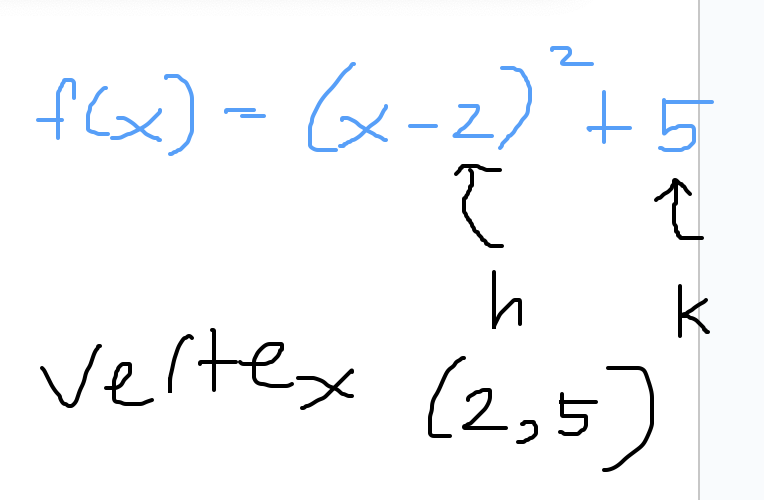 f(x) = (x-2)² + 5
h k
vertex (2,5)